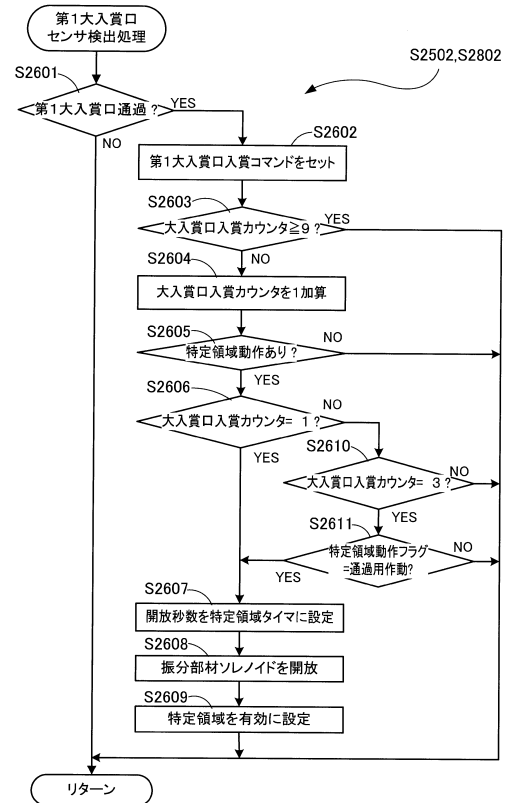 第1大入賞口
センサ検出処理
S2502,S2802
S2601
第1大入賞口通過?
YES
NO
S2602
第1大入賞口入賞コマンドをセット
S2603
大入賞口入賞カウンタ≧9?
YES
NO
S2604
大入賞口入賞カウンタを1加算
S2605
特定領域動作あり?
NO
YES
S2606
大入賞口入賞カウンタ= 1?
NO
YES
S2610
大入賞口入賞カウンタ= 3?
NO
YES
S2611
特定領域動作フラグ
=通過用作動?
NO
YES
S2607
開放秒数を特定領域タイマに設定
S2608
振分部材ソレノイドを開放
S2609
特定領域を有効に設定
リターン